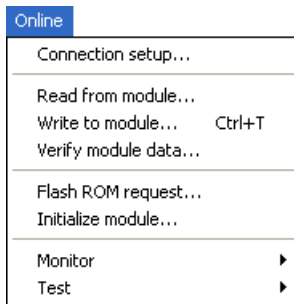 Online
Connection setup...
Read from module...
Write to module... Ctrl+T
Verify module data...
Flash ROM request...
Initialize module...
Monitor
Test